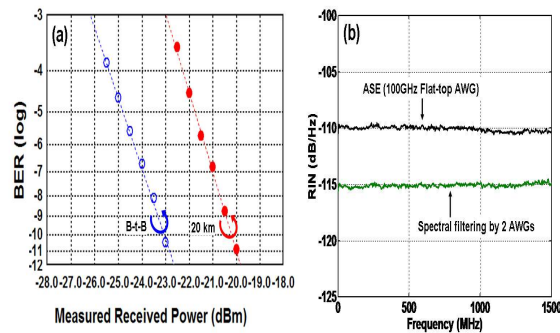 (a)
BER (log)
-3
-4
-5
-6
-7
-8
-9
-10
-11
-12
B-t-B
20 km
-28.0-27.0-26.0-25.0-24.0-23.0-22.0-21.0-20.0-19.0-18.0
Measured Received Power (dBm)
(b)
RIN (dB/Hz)
-95
-100
-105
-110
-115
-120
-125
ASE (100GHz Flat-top AWG)
Spectral filtering by 2 AWGs
0 500 1000 1500
Frequency (MHz)